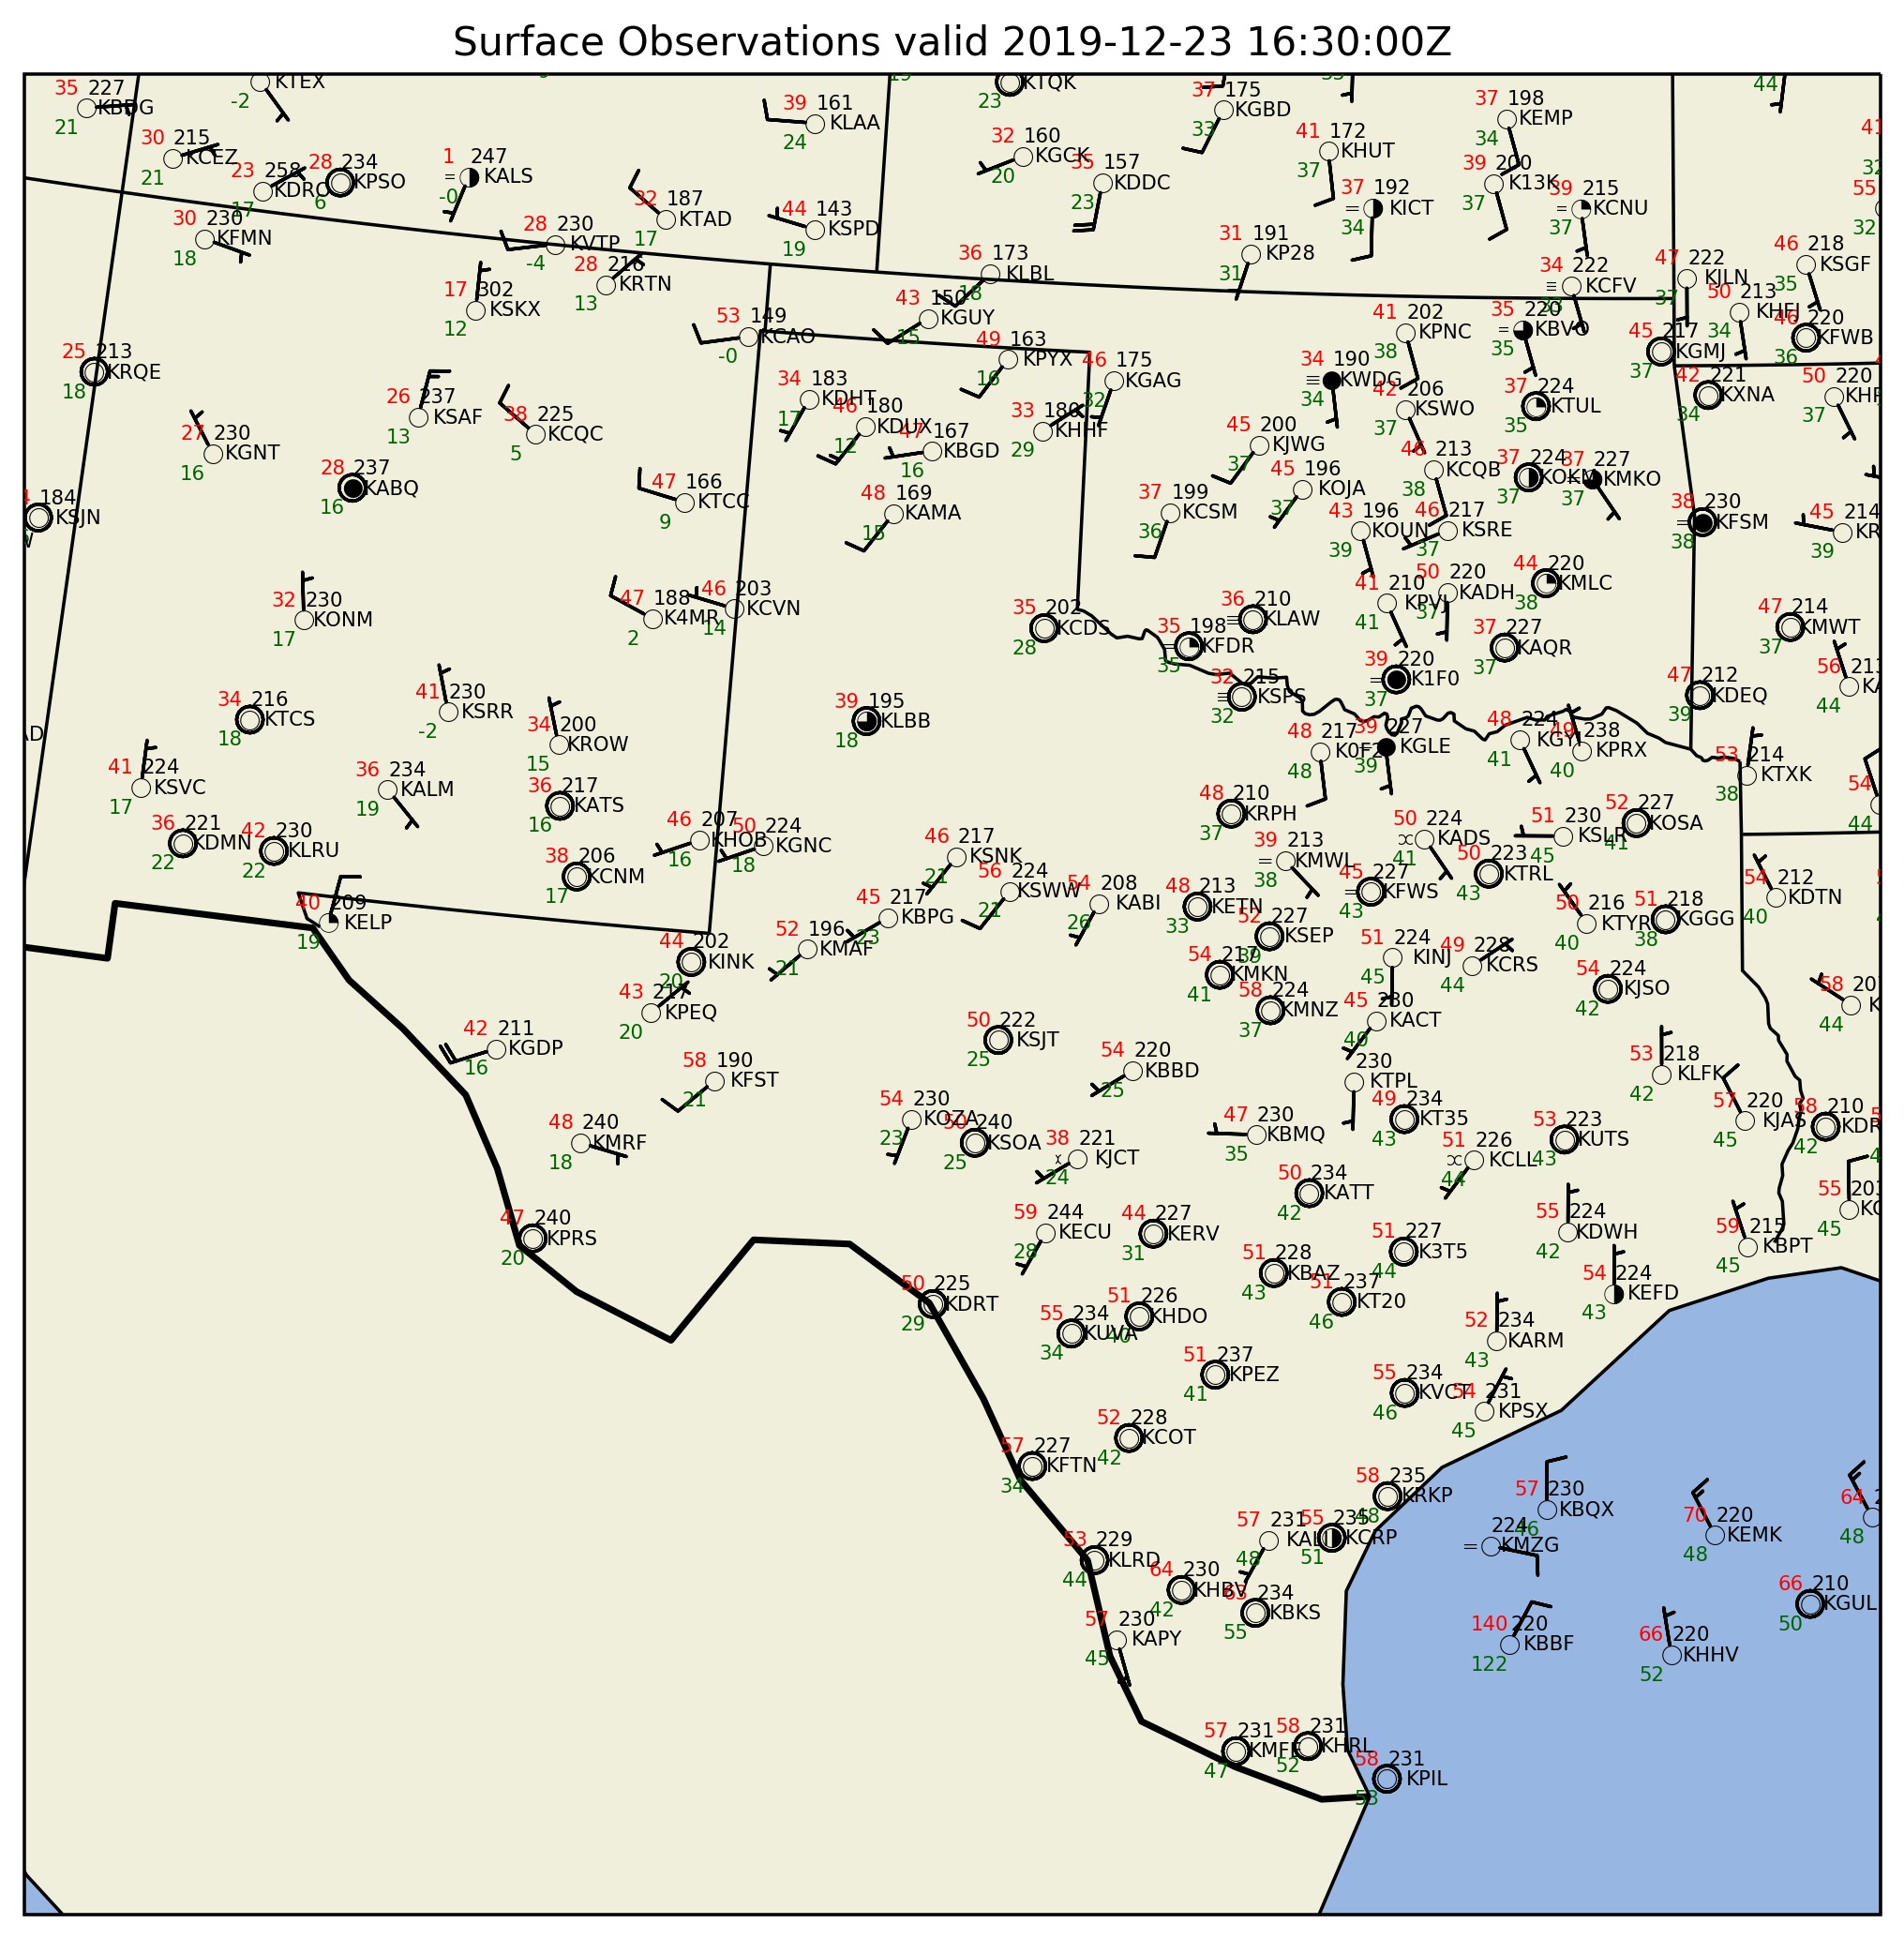 Surface Observations valid 2019-12-23 16:30:00Z
35 227
KBDG
21
KTEX
-2
30 215
KCEZ
21
23 258
KDRO
17
28 234
KPSO
6
1 247
KALS
-0
39 161
KLAA
24
KTQK
23
32 160
KGCK
20
35 157
KDDC
23
37 175
KGBD
33
41 172
KHUT
37
37 198
KEMP
34
39 200
K13K
37
37 192
KICT
34
39 215
KCNU
37
44
30 230
KFMN
18
28 230
KVTP
-4
32 187
KTAD
17
44 143
KSPD
19
28 216
KRTN
13
17 302
KSKX
12
36 173
KLBL
18
31 191
KP28
31
34 222
KCFV
33
47 222
KJLN
37
46 218
KSGF
35
50 213
KHFJ
34
46 220
KFWB
36
53 149
KCAO
-0
43 150
KGUY
15
49 163
KPYX
16
46 175
KGAG
32
41 202
KPNC
38
35 220
KBVO
35
45 217
KGMJ
37
25 213
KRQE
18
26 237
KSAF
13
38 225
KCQC
5
34 183
KDHT
17
46 180
KDUX
12
47 167
KBGD
16
33 180
KHHF
29
34 190
KWDG
34
42 206
KSWO
37
37 224
KTUL
35
42 221
KXNA
34
50 220
37
27 230
KGNT
16
28 237
KABQ
16
47 166
KTCC
9
48 169
KAMA
15
45 200
KJWG
37
45 196
KOJA
37
46 213
KCQB
38
37 224
KOKM
37
37 227
KMKO
37
184
KSJN
37 199
KCSM
36
43 196
KOUN
39
46 217
KSRE
37
38 230
KFSM
38
45 214
39
32 230
KONM
17
47 188
K4MR
2
46 203
KCVN
14
35 202
KCDS
28
36 210
KLAW
35 198
KFDR
35
41 210
KPVJ
41
50 220
KADH
37
44 220
KMLC
38
37 227
KAQR
37
47 214
KMWT
37
34 216
KTCS
18
41 230
KSRR
-2
34 200
KROW
15
39 195
KLBB
18
32 215
KSPS
32
39 220
K1F0
37
47 212
KDEQ
39
56
44
48 217
K0F2
48
39 227
KGLE
39
48 224
KGYI
41
49 238
KPRX
40
53 214
KTXK
38
41 224
KSVC
17
36 234
KALM
19
36 217
KATS
16
48 210
KRPH
37
54
44
36 221
KDMN
22
42 230
KLRU
22
46 207
KHOB
16
50 224
KGNC
18
46 217
KSNK
21
39 213
KMWL
38
50 224
KADS
41
51 230
KSLR
45
52 227
KOSA
41
38 206
KCNM
17
56 224
KSWW
21
54 208
KABI
26
48 213
KETN
33
45 227
KFWS
43
50 223
KTRL
43
54 212
KDTN
40
40 209
KELP
19
45 217
KBPG
23
52 227
KSEP
39
50 216
KTYR
40
51 218
KGGG
38
44 202
KINK
20
52 196
KMAF
21
54 217
KMKN
41
51 224
KINJ
45
49 228
KCRS
44
54 224
KJSO
42
58
44
43 217
KPEQ
20
58 224
KMNZ
37
45 230
KACT
40
42 211
KGDP
16
50 222
KSJT
25
58 190
KFST
21
54 220
KBBD
25
230
KTPL
53 218
KLFK
42
48 240
KMRF
18
54 230
KOZA
23
50 240
KSOA
25
47 230
KBMQ
35
49 234
KT35
43
53 223
KUTS
43
57 220
KJAS
45
58 210
42
38 221
KJCT
24
51 226
KCLL
44
50 234
KATT
42
47 240
KPRS
20
59 244
KECU
28
44 227
KERV
31
51 227
K3T5
44
55 224
KDWH
42
59 215
KBPT
45
55
45
50 225
KDRT
29
51 228
KBAZ
43
51 237
KT20
46
54 224
KEFD
43
55 234
KUVA
34
51 226
KHDO
40
52 234
KARM
43
51 237
KPEZ
41
55 234
KVCT
46
54 231
KPSX
45
52 228
KCOT
42
57 227
KFTN
34
58 235
KRKP
48
57 230
KBQX
46
70 220
KEMK
48
64
48
53 229
KLRD
44
57 231
KALI
48
55 235
KCRP
51
224
KMZG
64 230
KHBV
42
63 234
KBKS
55
66 210
KGUL
50
57 230
KAPY
45
140 220
KBBF
122
66 220
KHHV
52
57 231
KMFE
47
58 231
KHRL
52
58 231
KPIL
53